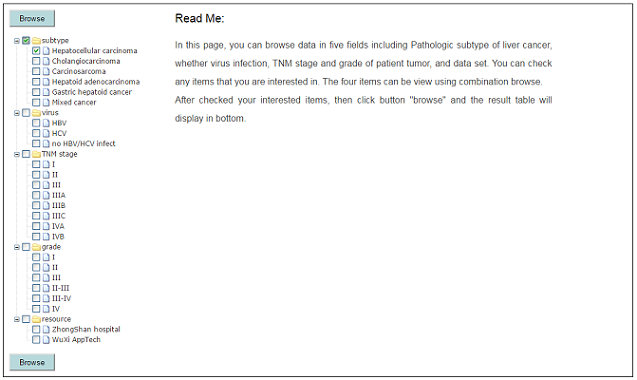 Browse
subtype
Hepatocellular carcinoma
Cholangiocarcinoma
Carcinosarcoma
Hepatoid adenocarcinoma
Gastric hepatoid cancer
Mixed cancer
virus
HBV
HCV
no HBV/HCV infect
TNM stage
I
II
III
IIIA
IIIB
IIIC
IVA
IVB
grade
I
II
III
II-III
III-IV
IV
resource
ZhongShan hospital
WuXi AppTech
Browse
Read Me:
In this page, you can browse data in five fields including Pathologic subtype of liver cancer,
whether virus infection, TNM stage and grade of patient tumor, and data set. You can check
any items that you are interested in. The four items can be view using combination browse.
After checked your interested items, then click button "browse" and the result table will
display in bottom.